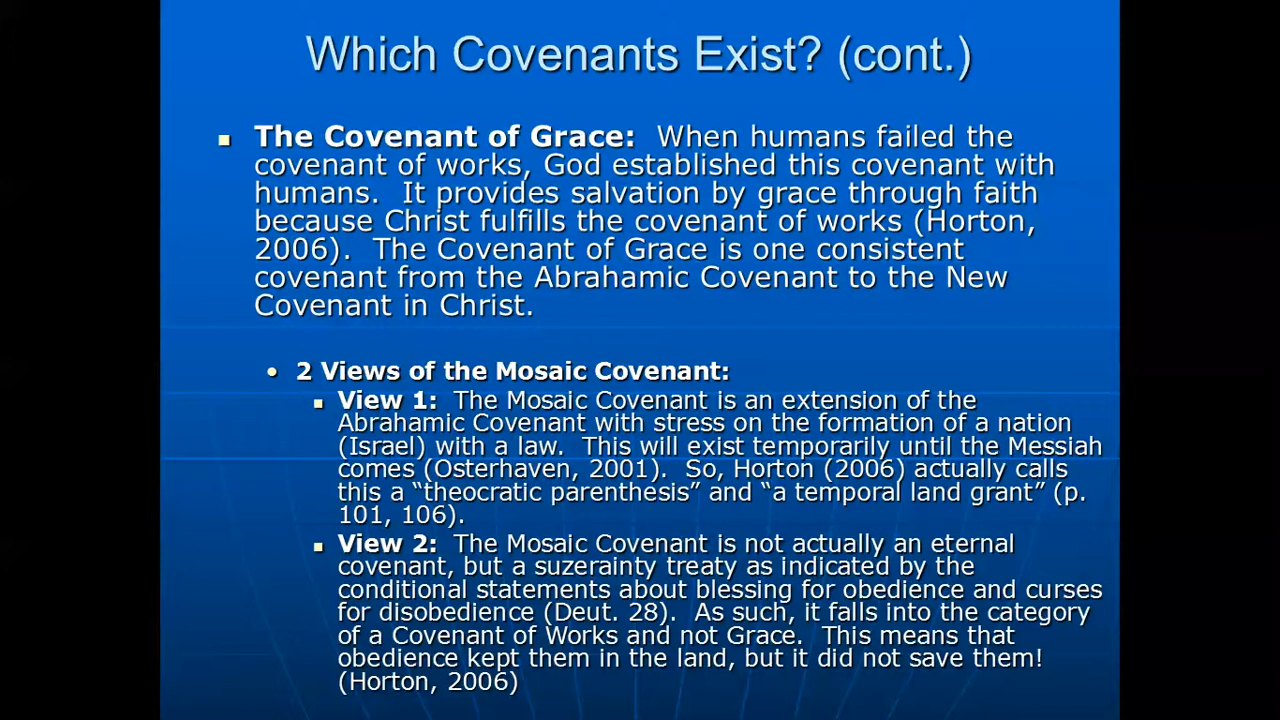 Which Covenants Exist? (cont.)
The Covenant of Grace:  When humans failed the
covenant of works, God established this covenant with
humans.  It provides salvation by grace through faith
because Christ fulfills the covenant of works (Horton,
2006).  The Covenant of Grace is one consistent
covenant from the Abrahamic Covenant to the New
Covenant in Christ.
2 Views of the Mosaic Covenant:
View 1:  The Mosaic Covenant is an extension of the
Abrahamic Covenant with stress on the formation of a nation
(Israel) with a law.  This will exist temporarily until the Messiah
comes (Osterhaven, 2001).  So, Horton (2006) actually calls
this a “theocratic parenthesis” and “a temporal land grant” (p.
101, 106).
View 2:  The Mosaic Covenant is not actually an eternal
covenant, but a suzerainty treaty as indicated by the
conditional statements about blessing for obedience and curses
for disobedience (Deut. 28).  As such, it falls into the category
of a Covenant of Works and not Grace.  This means that
obedience kept them in the land, but it did not save them!
(Horton, 2006)